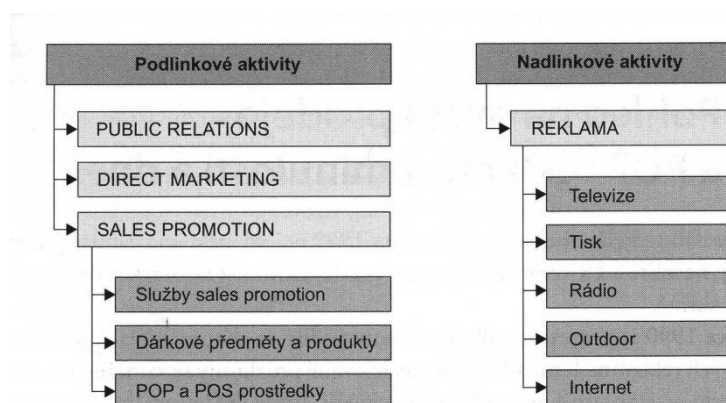 Podlinkové aktivity
PUBLIC RELATIONS
DIRECT MARKETING
SALES PROMOTION
Služby sales promotion
Dárkové předměty a produkty
POP a POS prostředky
Nadlinkové aktivity
REKLAMA
Televize
Tisk
Rádio
Outdoor
Internet